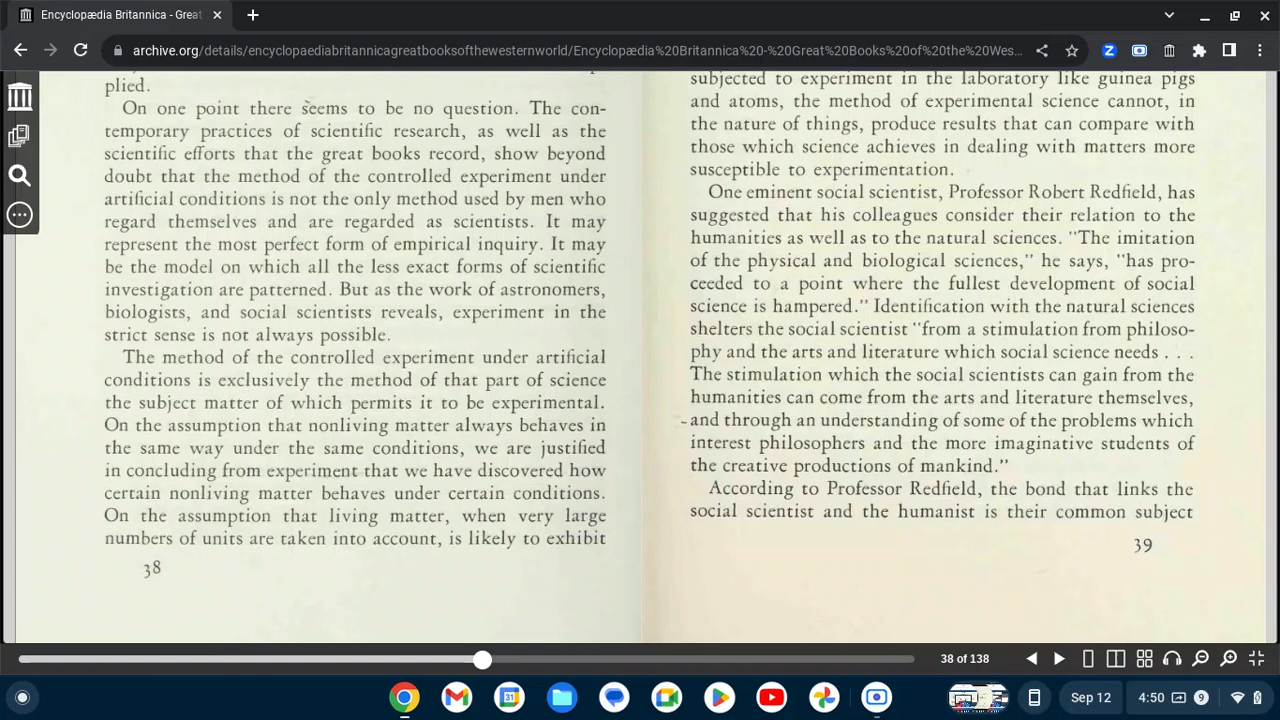 Encyclopædia Britannica - Great
archive.org/details/encyclopaediabritannicagreatbooksofthewesternworld/Encyclopædia%20Britannica%20-%20Great%20Books%20of%20the%20Wes...
plied.
On one point there seems to be no question. The con-
temporary practices of scientific research, as well as the
scientific efforts that the great books record, show beyond
doubt that the method of the controlled experiment under
artificial conditions is not the only method used by men who
regard themselves and are regarded as scientists. It may
represent the most perfect form of empirical inquiry. It may
be the model on which all the less exact forms of scientific
investigation are patterned. But as the work of astronomers,
biologists, and social scientists reveals, experiment in the
strict sense is not always possible.
The method of the controlled experiment under artificial
conditions is exclusively the method of that part of science
the subject matter of which permits it to be experimental.
On the assumption that nonliving matter always behaves in
the same way under the same conditions, we are justified
in concluding from experiment that we have discovered how
certain nonliving matter behaves under certain conditions.
On the assumption that living matter, when very large
numbers of units are taken into account, is likely to exhibit
38
subjected to experiment in the laboratory like guinea pigs
and atoms, the method of experimental science cannot, in
the nature of things, produce results that can compare with
those which science achieves in dealing with matters more
susceptible to experimentation.
One eminent social scientist, Professor Robert Redfield, has
suggested that his colleagues consider their relation to the
humanities as well as to the natural sciences. "The imitation
of the physical and biological sciences," he says, "has pro-
ceeded to a point where the fullest development of social
science is hampered." Identification with the natural sciences
shelters the social scientist "from a stimulation from philoso-
phy and the arts and literature which social science needs . . .
The stimulation which the social scientists can gain from the
humanities can come from the arts and literature themselves,
and through an understanding of some of the problems which
interest philosophers and the more imaginative students of
the creative productions of mankind."
According to Professor Redfield, the bond that links the
social scientist and the humanist is their common subject
39
38 of 138
Sep 12
4:50
9